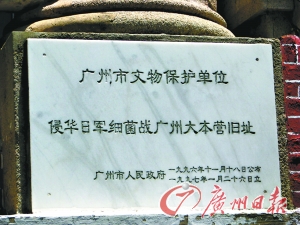 广州市文物保护单位
侵华日军细菌战广州大本营旧址
广州市人民政府
一九九六年十一月十八日公布
一九九七年一月二十六日立
广州日报